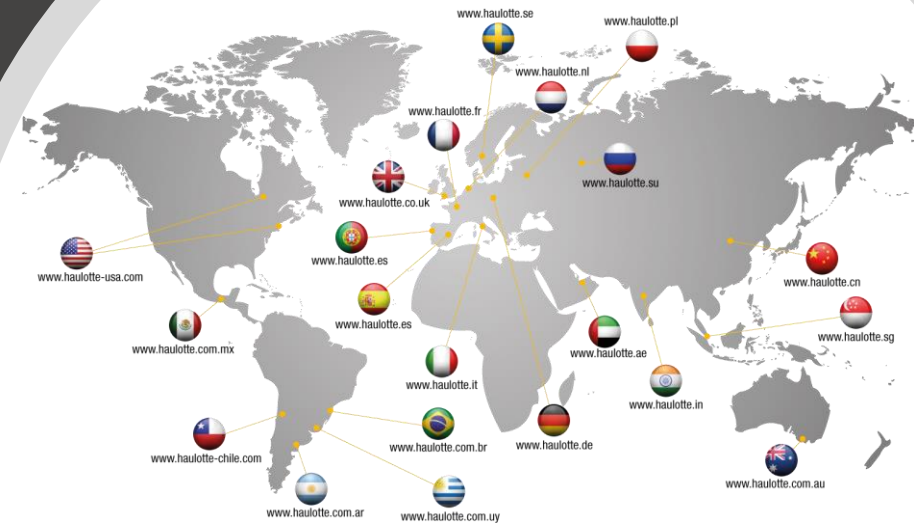 www.haulotte.se
www.haulotte.pl
www.haulotte.nl
www.haulotte.fr
www.haulotte.su
www.haulotte.co.uk
www.haulotte.es
www.haulotte-usa.com
www.haulotte.cn
www.haulotte.es
www.haulotte.sg
www.haulotte.com.mx
www.haulotte.ae
www.haulotte.it
www.haulotte.in
www.haulotte.com.br
www.haulotte.de
www.haulotte-chile.com
www.haulotte.com.au
www.haulotte.com.ar
www.haulotte.com.uy